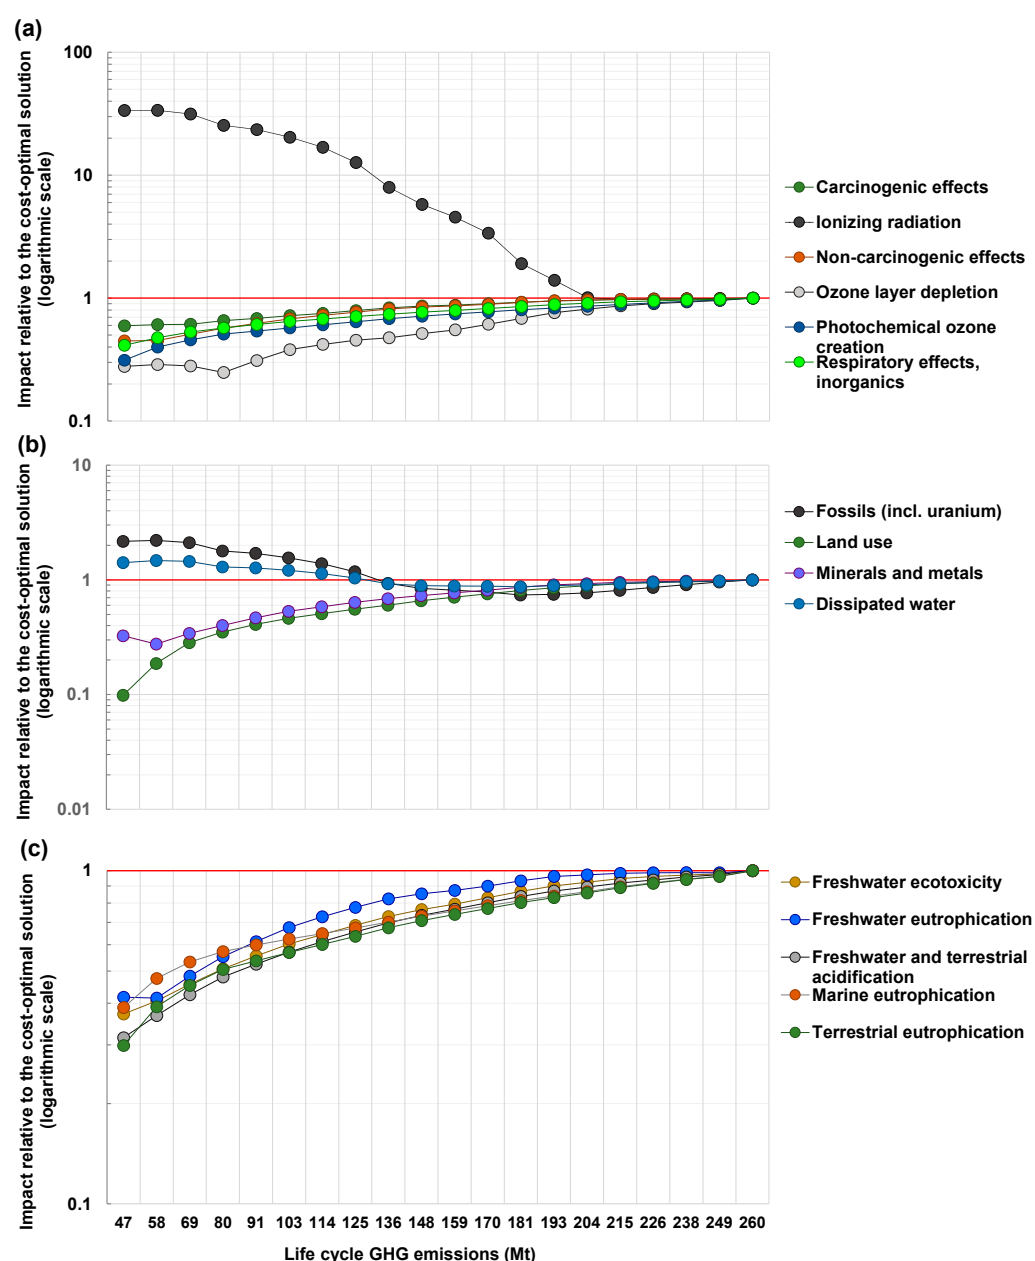 (a)
Impact relative to the cost-optimal solution
(logarithmic scale)
100
10
1
0.1
Carcinogenic effects
Ionizing radiation
Non-carcinogenic effects
Ozone layer depletion
Photochemical ozone
creation
Respiratory effects,
inorganics
(b)
Impact relative to the cost-optimal solution
(logarithmic scale)
10
1
0.1
0.01
Fossils (incl. uranium)
Land use
Minerals and metals
Dissipated water
(c)
Impact relative to the cost-optimal solution
(logarithmic scale)
1
0.1
Freshwater ecotoxicity
Freshwater eutrophication
Freshwater and terrestrial
acidification
Marine eutrophication
Terrestrial eutrophication
47 58 69 80 91 103 114 125 136 148 159 170 181 193 204 215 226 238 249 260
Life cycle GHG emissions (Mt)